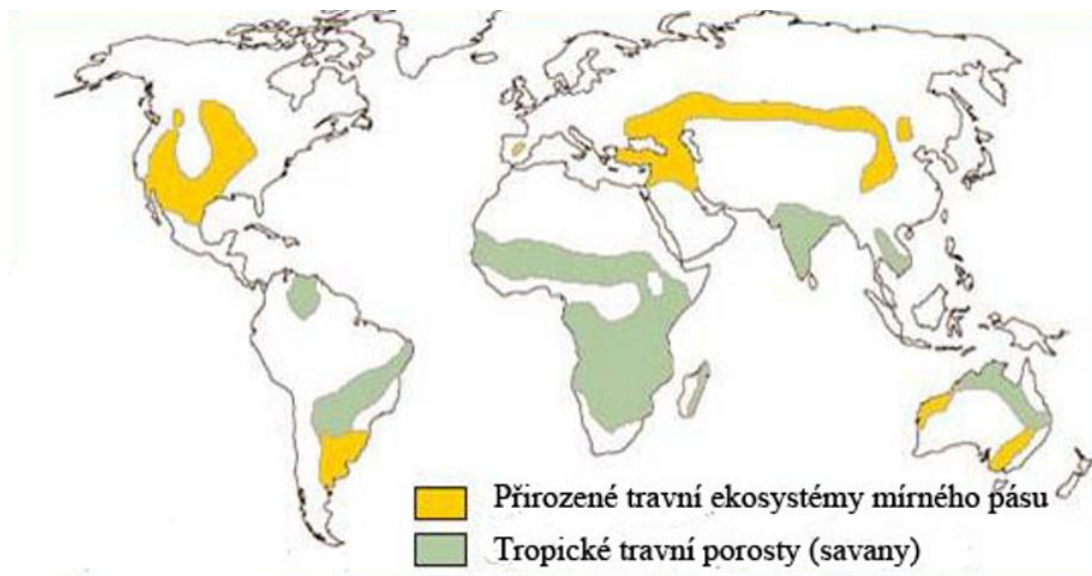 Přirozené travní ekosystémy mírného pásu
Tropické travní porosty (savany)